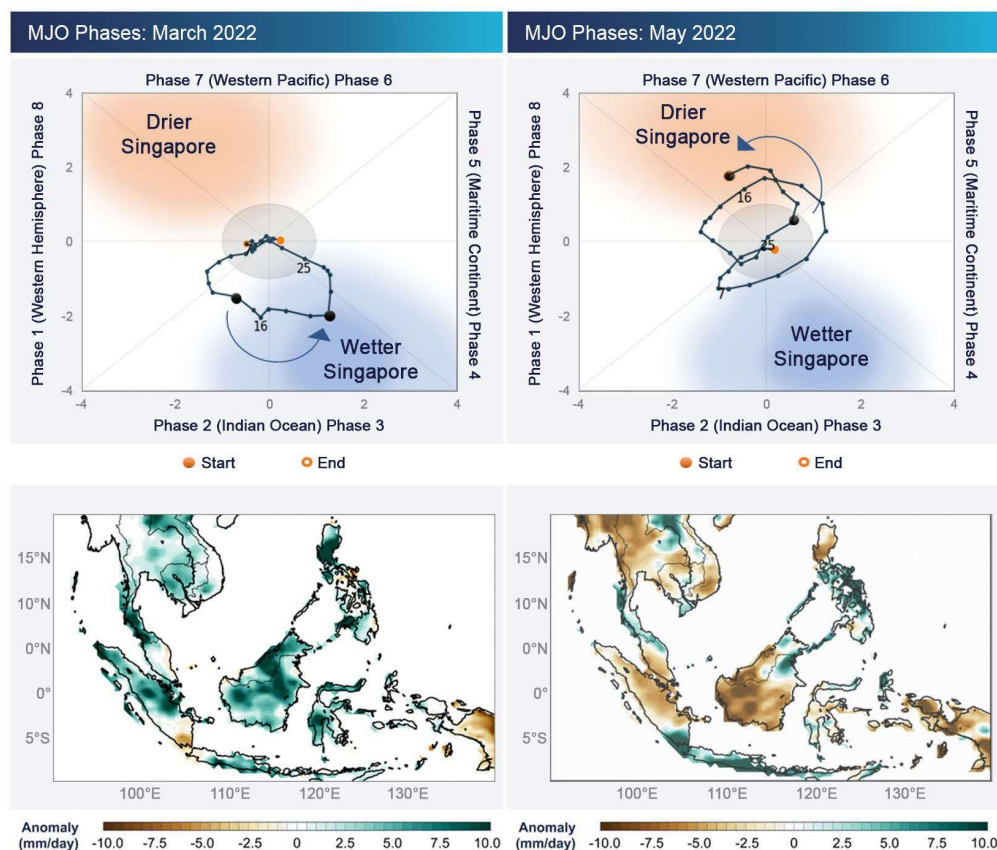 MJO Phases: March 2022
Phase 7 (Western Pacific) Phase 6
Phase 1 (Western Hemisphere) Phase 8
4
2
0
-2
-4
Drier
Singapore
25
16
Wetter
Singapore
Phase 5 (Maritime Continent) Phase 4
-4
-2
0
2
4
Phase 2 (Indian Ocean) Phase 3
Start
End
MJO Phases: May 2022
Phase 7 (Western Pacific) Phase 6
Phase 1 (Western Hemisphere) Phase 8
4
2
0
-2
-4
Drier
Singapore
16
25
7
Wetter
Singapore
Phase 5 (Maritime Continent) Phase 4
-4
-2
0
2
4
Phase 2 (Indian Ocean) Phase 3
Start
End
15°N
10°N
0°N
0°
5°S
100°E
110°E
120°E
130°E
Anomaly
(mm/day)
-10.0
-7.5
-5.0
-2.5
0
2.5
5.0
7.5
10.0
15°N
10°N
0°N
0°
5°S
100°E
110°E
120°E
130°E
Anomaly
(mm/day)
-10.0
-7.5
-5.0
-2.5
0
2.5
5.0
7.5
10.0